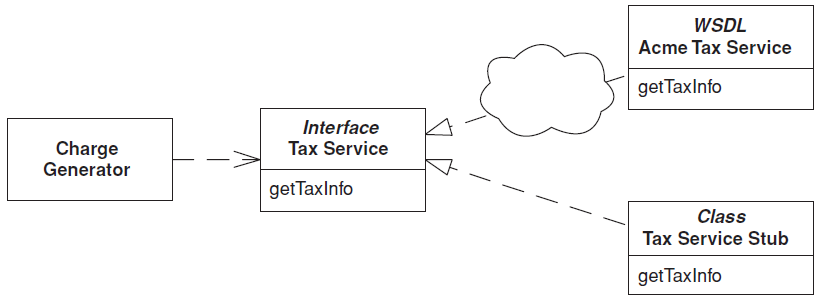 Charge
Generator
Interface
Tax Service
getTaxInfo
WSDL
Acme Tax Service
getTaxInfo
Class
Tax Service Stub
getTaxInfo